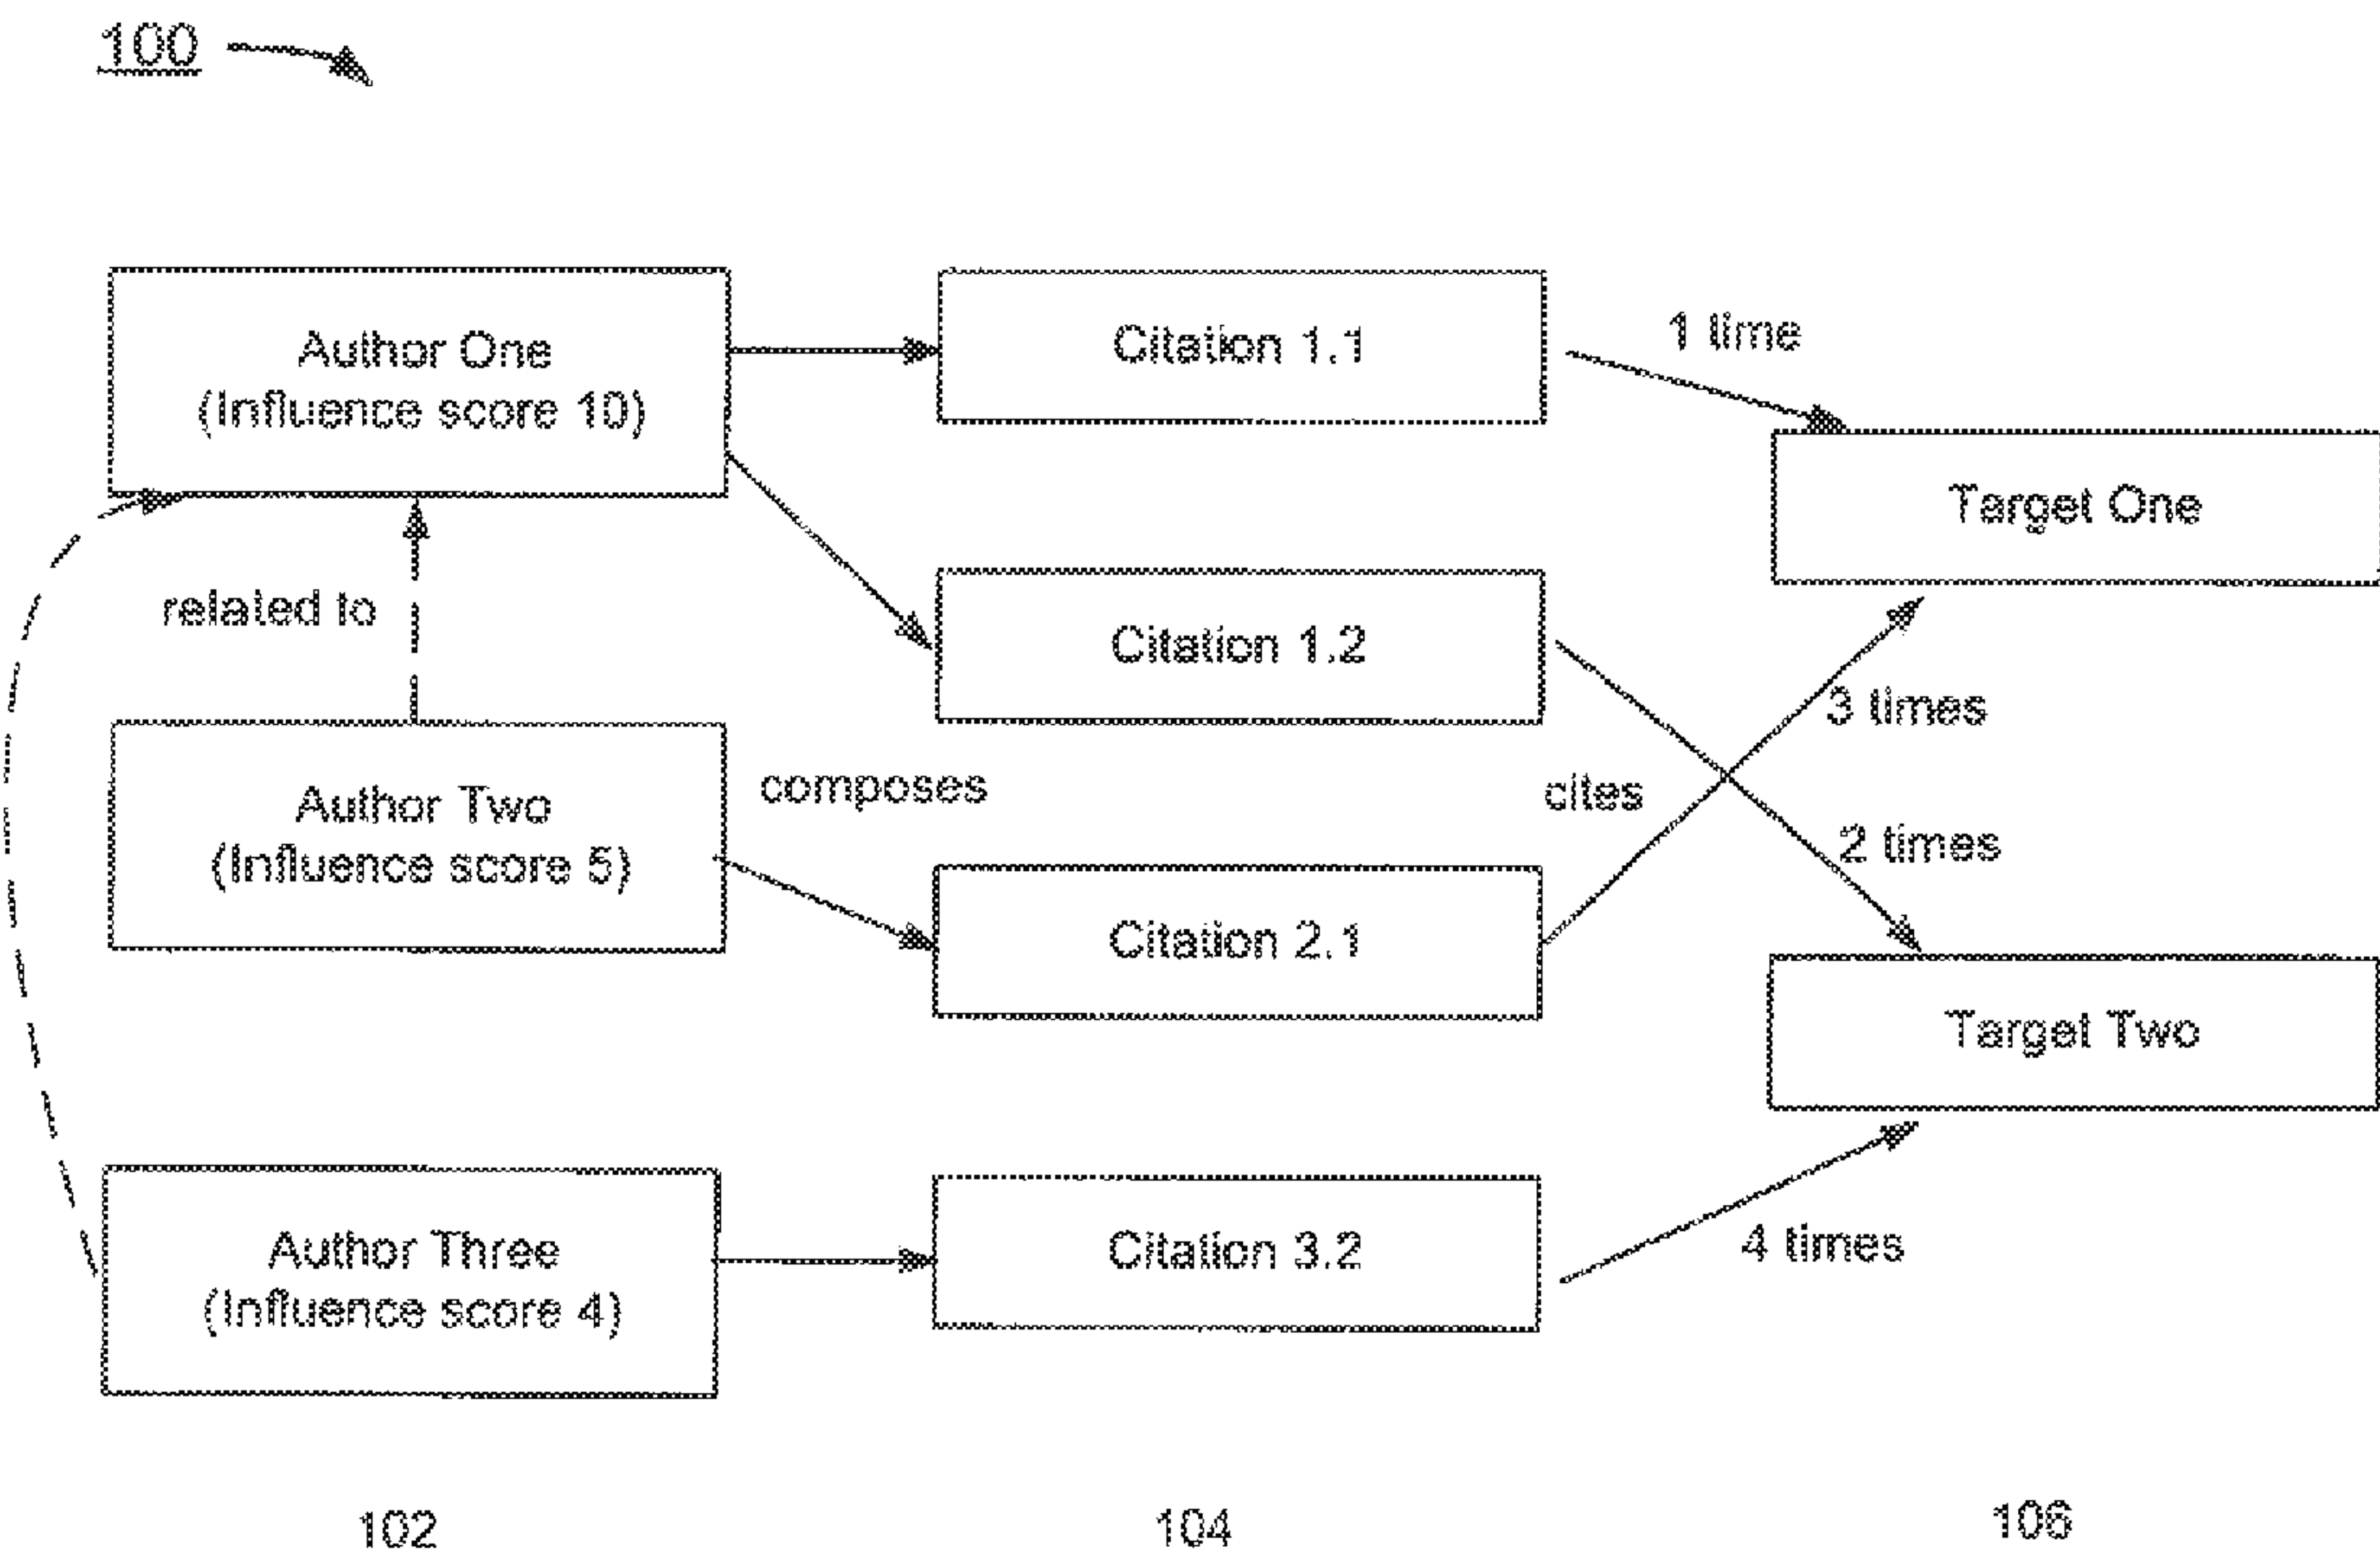 100
Author One
(Influence score 10)
Citation 1.1
1 time
Target One
related to
Citation 1.2
3 times
Author Two
(Influence score 5)
composes
cites
2 times
Citation 2.1
Target Two
Author Three
(Influence score 4)
Citation 3.2
4 times
102
104
106